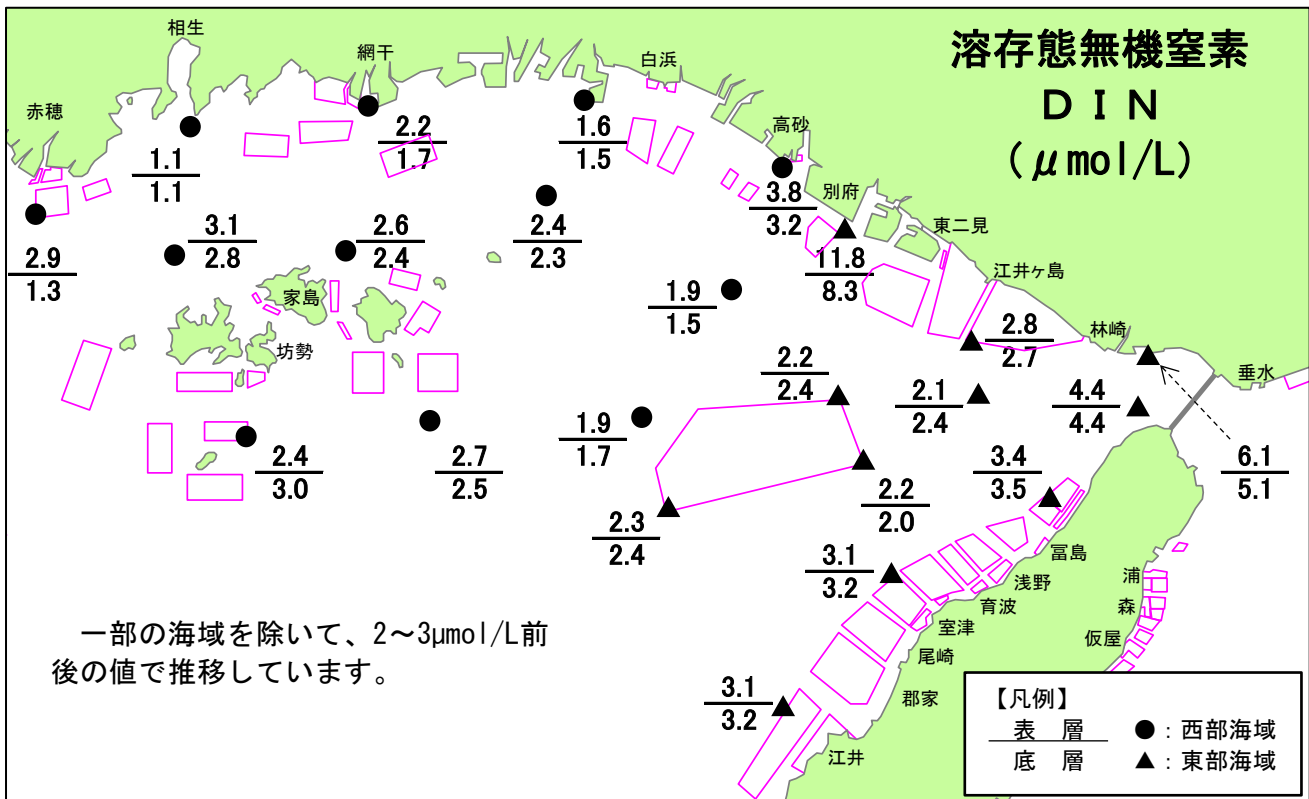 溶存態無機窒素
ＤＩＮ
(μmol/L)
相生
網干
白浜
赤穂
高砂
別府
東二見
江井ヶ島
林崎
垂水
家島
坊勢
1.1
1.1
2.2
1.7
1.6
1.5
3.8
3.2
2.9
1.3
3.1
2.8
2.6
2.4
2.4
2.3
11.8
8.3
1.9
1.5
2.8
2.7
2.2
2.4
2.1
2.4
4.4
4.4
6.1
5.1
2.4
3.0
2.7
2.5
1.9
1.7
2.2
2.0
3.4
3.5
2.3
2.4
3.1
3.2
3.1
3.2
冨島
浅野
育波
室津
尾崎
郡家
江井
浦
森
仮屋
一部の海域を除いて、2～3μmol/L前
後の値で推移しています。
【凡例】
表　層
底　層
●：西部海域
▲：東部海域